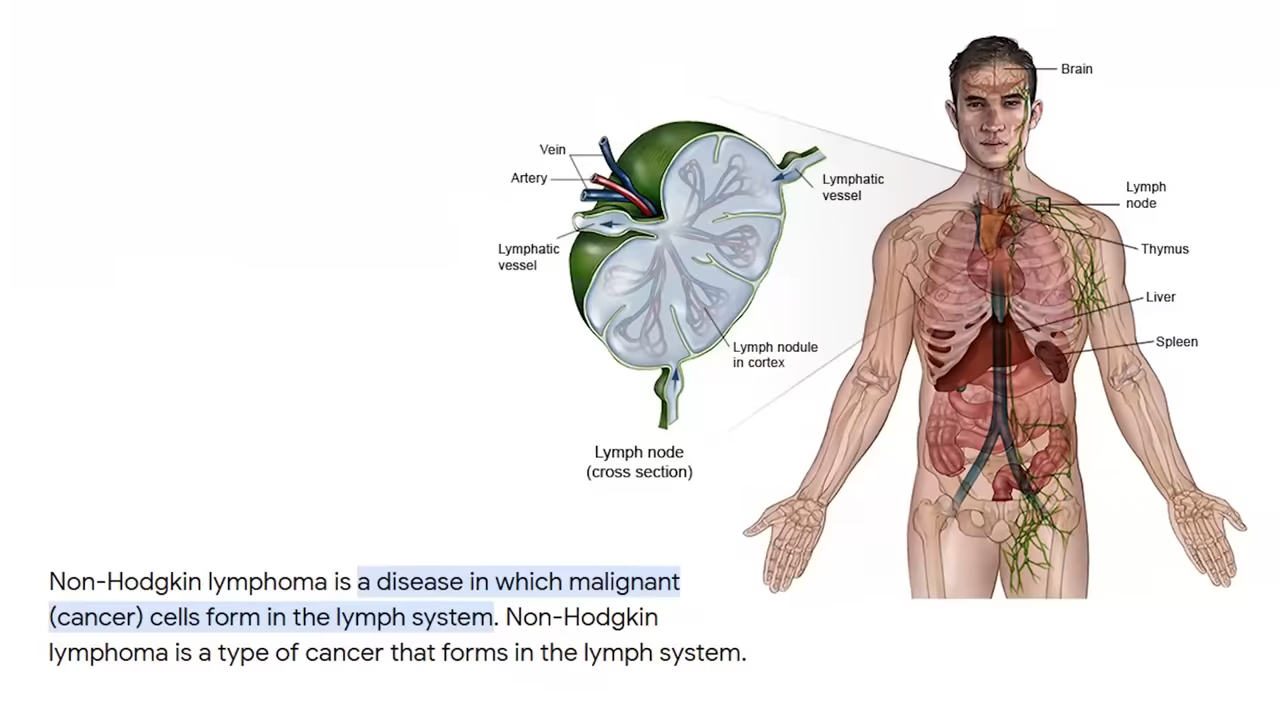 Brain
Vein
Artery
Lymphatic
vessel
Lymphatic
vessel
Lymph
node
Thymus
Liver
Spleen
Lymph nodule
in cortex
Lymph node
(cross section)
Non-Hodgkin lymphoma is a disease in which malignant
(cancer) cells form in the lymph system. Non-Hodgkin
lymphoma is a type of cancer that forms in the lymph system.